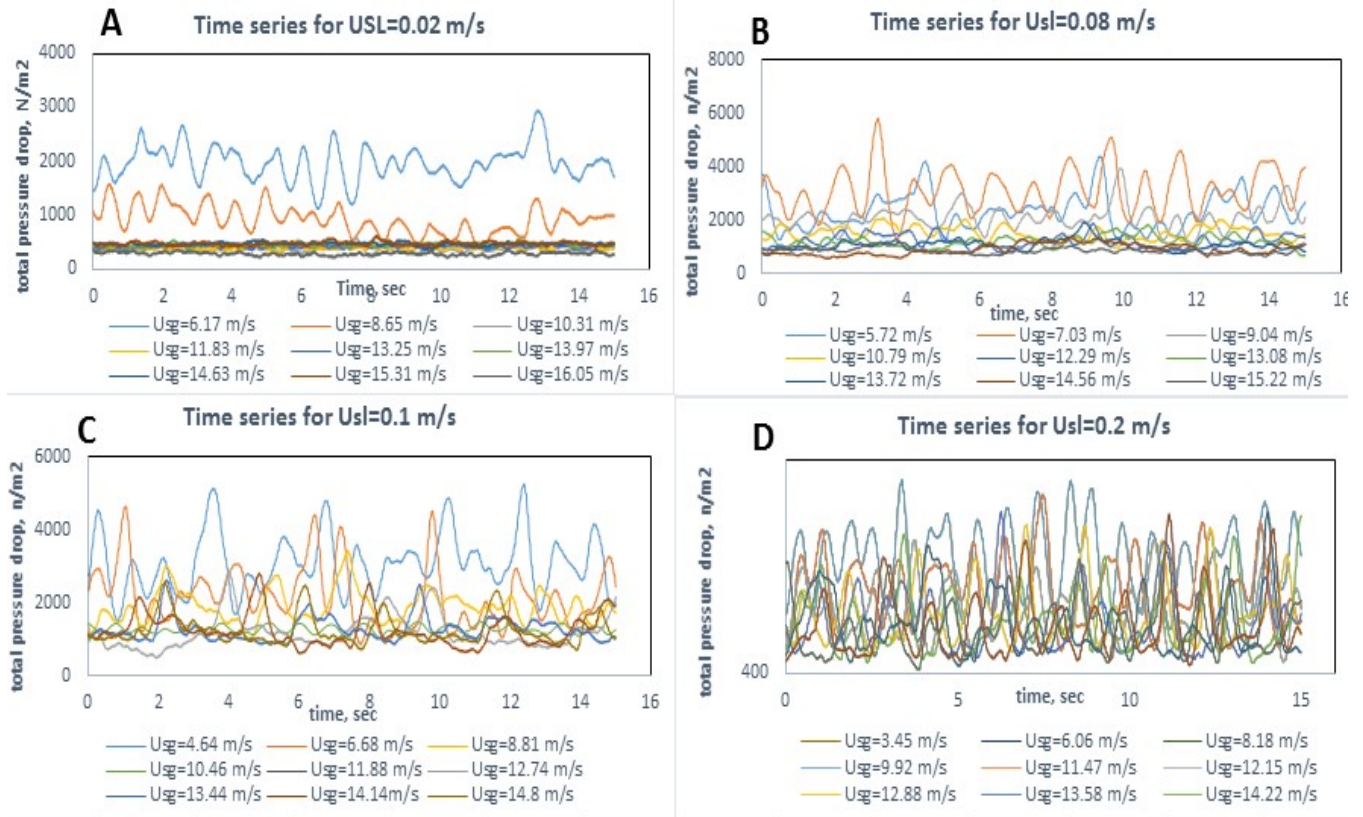 A
Time series for USL=0.02 m/s
total pressure drop, N/m2
4000
3000
2000
1000
0
0 2 4 6 8 10 12 14 16
Time, sec
Usg=6.17 m/s Usg=8.65 m/s Usg=10.31 m/s
Usg=11.83 m/s Usg=13.25 m/s Usg=13.97 m/s
Usg=14.63 m/s Usg=15.31 m/s Usg=16.05 m/s
B
Time series for Usl=0.08 m/s
total pressure drop, n/m2
8000
6000
4000
2000
0
0 2 4 6 8 10 12 14 16
time, sec
Usg=5.72 m/s Usg=7.03 m/s Usg=9.04 m/s
Usg=10.79 m/s Usg=12.29 m/s Usg=13.08 m/s
Usg=13.72 m/s Usg=14.56 m/s Usg=15.22 m/s
C
Time series for Usl=0.1 m/s
total pressure drop, n/m2
6000
4000
2000
0
0 2 4 6 8 10 12 14 16
time, sec
Usg=4.64 m/s Usg=6.68 m/s Usg=8.81 m/s
Usg=10.46 m/s Usg=11.88 m/s Usg=12.74 m/s
Usg=13.44 m/s Usg=14.14m/s Usg=14.8 m/s
D
Time series for Usl=0.2 m/s
total pressure drop, n/m2
400
0 5 10 15
time, sec
Usg=3.45 m/s Usg=6.06 m/s Usg=8.18 m/s
Usg=9.92 m/s Usg=11.47 m/s Usg=12.15 m/s
Usg=12.88 m/s Usg=13.58 m/s Usg=14.22 m/s